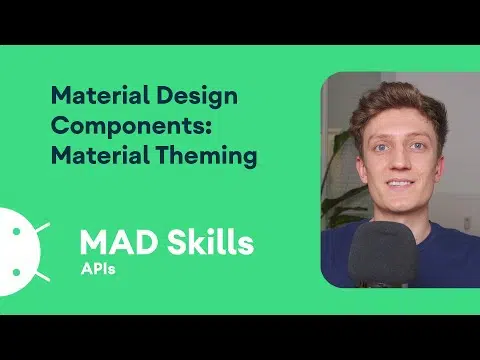 Material Design
Components:
Material Theming
MAD Skills
APIs